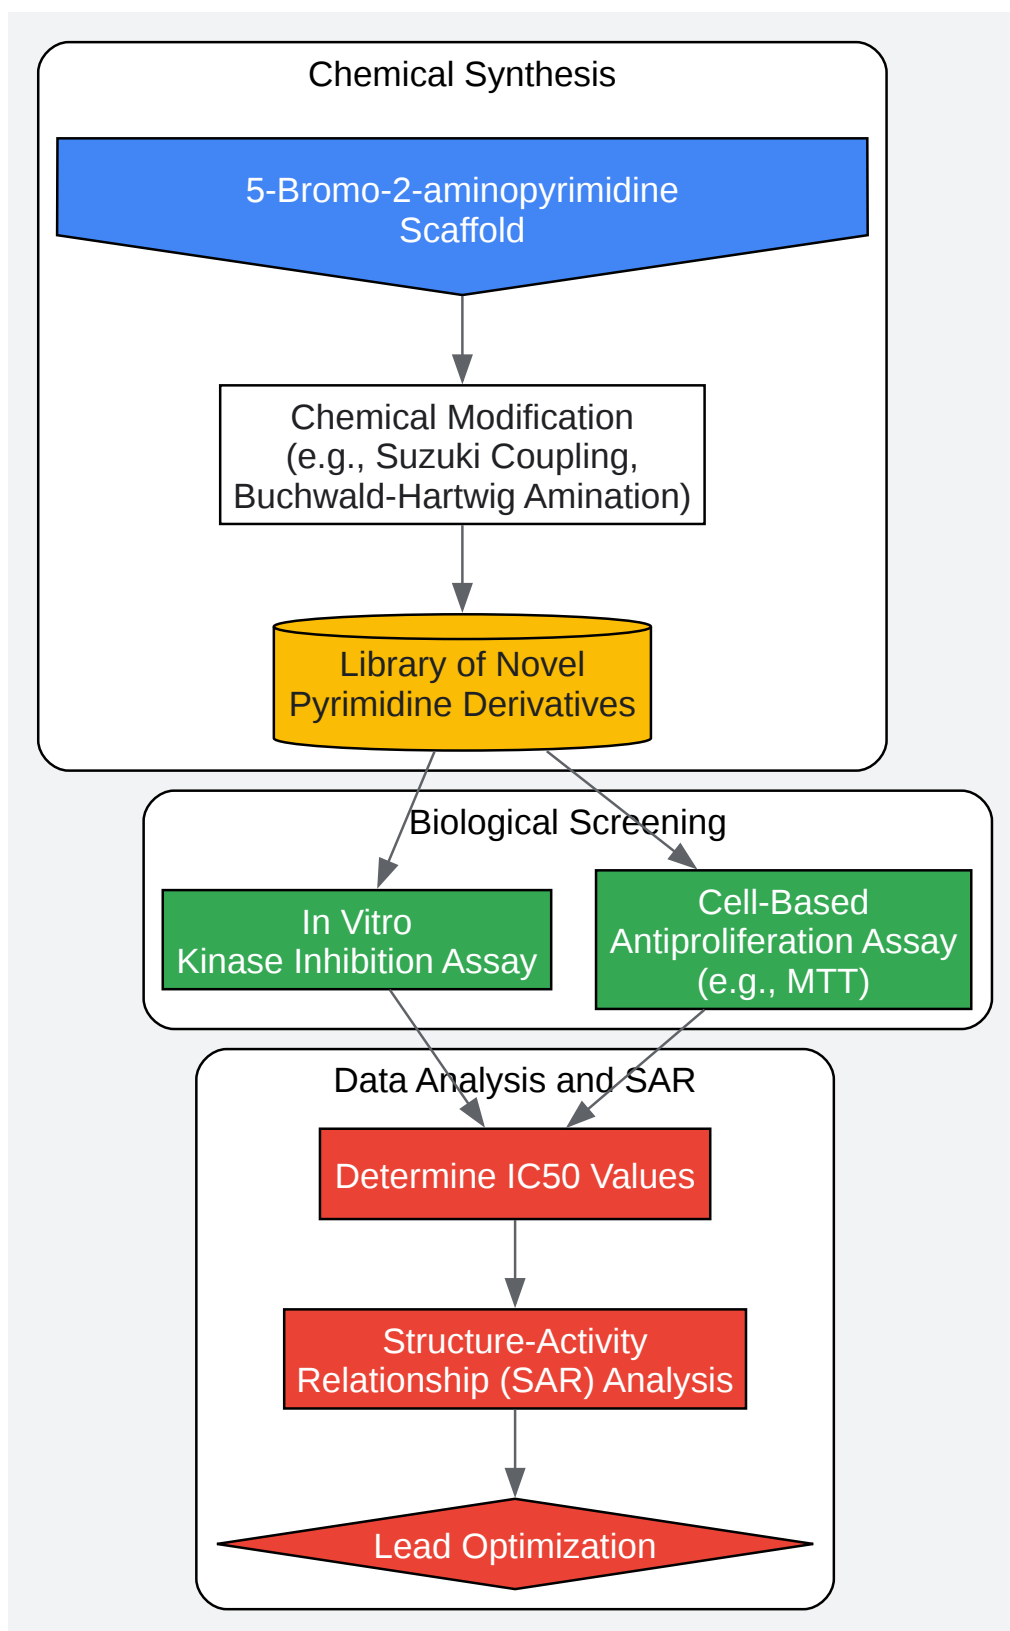 Chemical Synthesis
5-Bromo-2-aminopyrimidine
Scaffold
Chemical Modification
(e.g., Suzuki Coupling,
Buchwald-Hartwig Amination)
Library of Novel
Pyrimidine Derivatives
Biological Screening
In Vitro
Kinase Inhibition Assay
Cell-Based
Antiproliferation Assay
(e.g., MTT)
Data Analysis and SAR
Determine IC50 Values
Structure-Activity
Relationship (SAR) Analysis
Lead Optimization